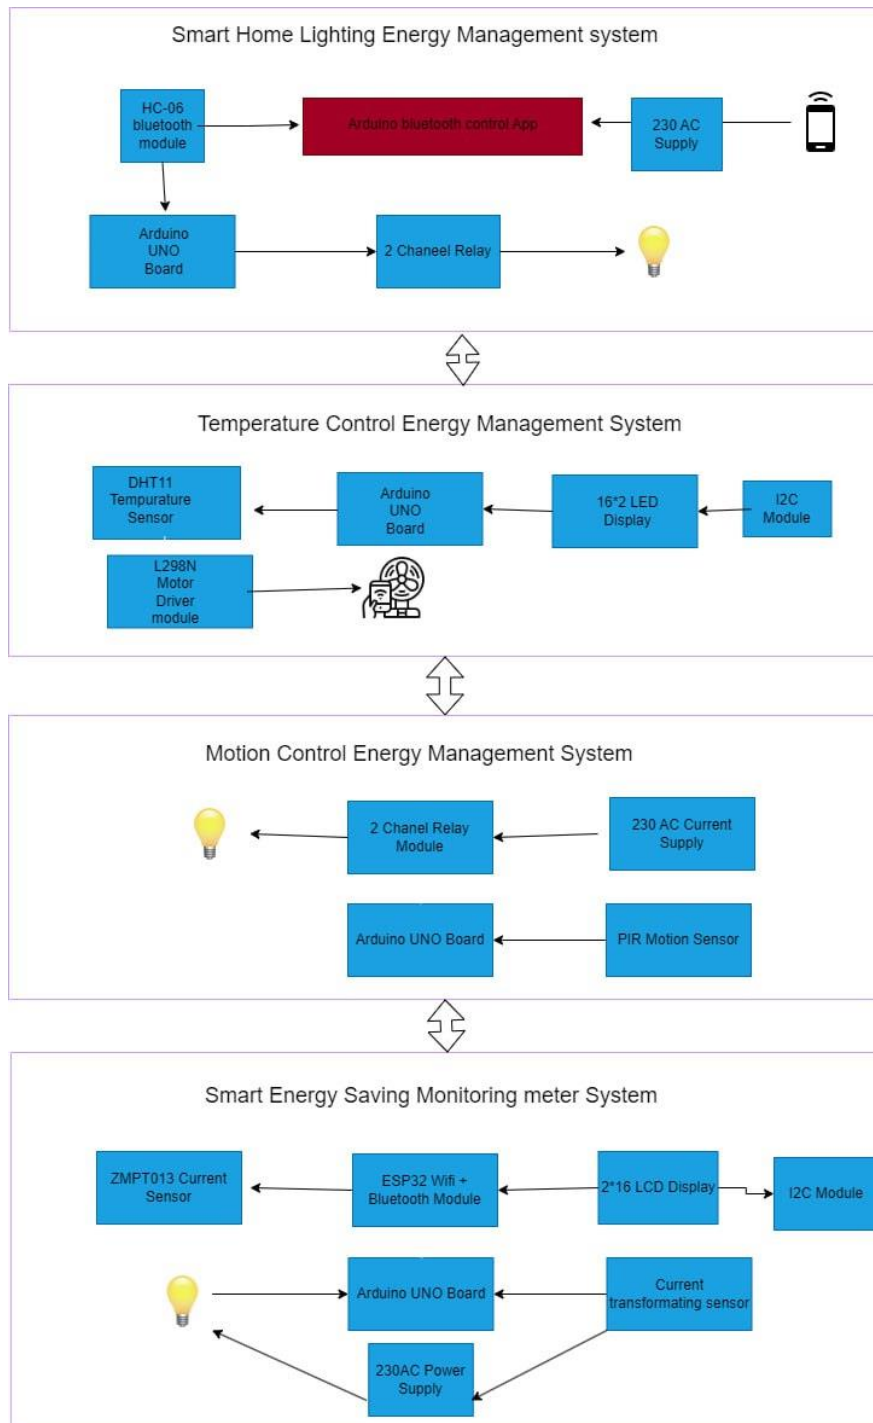 Smart Home Lighting Energy Management system
HC-06
bluetooth
module
Arduino bluetooth control App
230 AC
Supply
Arduino
UNO
Board
2 Chaneel Relay
Temperature Control Energy Management System
DHT11
Tempurature
Sensor
Arduino
UNO
Board
16*2 LED
Display
I2C
Module
L298N
Motor
Driver
module
Motion Control Energy Management System
2 Chanel Relay
Module
230 AC Current
Supply
Arduino UNO Board
PIR Motion Sensor
Smart Energy Saving Monitoring meter System
ZMPT013 Current
Sensor
ESP32 Wifi +
Bluetooth Module
2*16 LCD Display
I2C Module
Arduino UNO Board
Current
transformating sensor
230AC Power
Supply